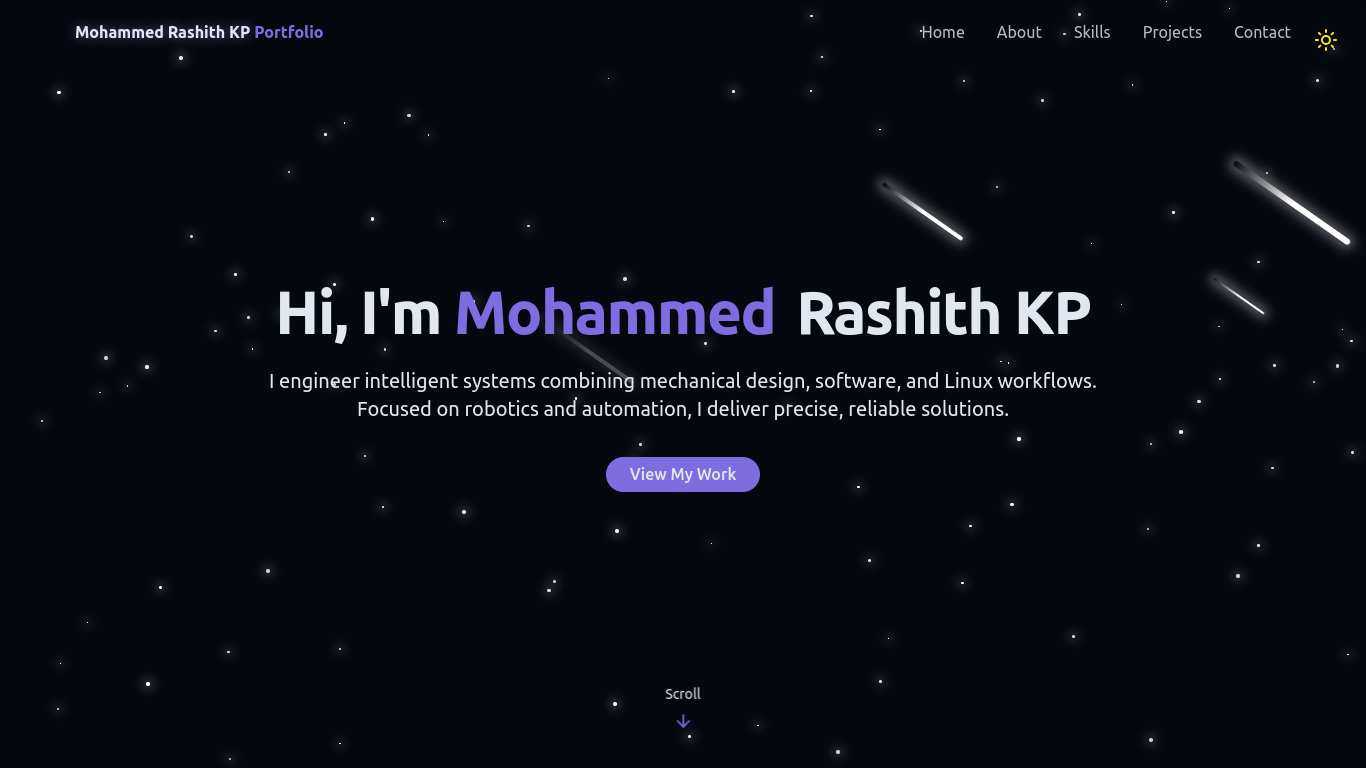 Mohammed Rashith KP Portfolio
Home About Skills Projects Contact
Hi, I'm Mohammed Rashith KP
I engineer intelligent systems combining mechanical design, software, and Linux workflows.
Focused on robotics and automation, I deliver precise, reliable solutions.
View My Work
Scroll